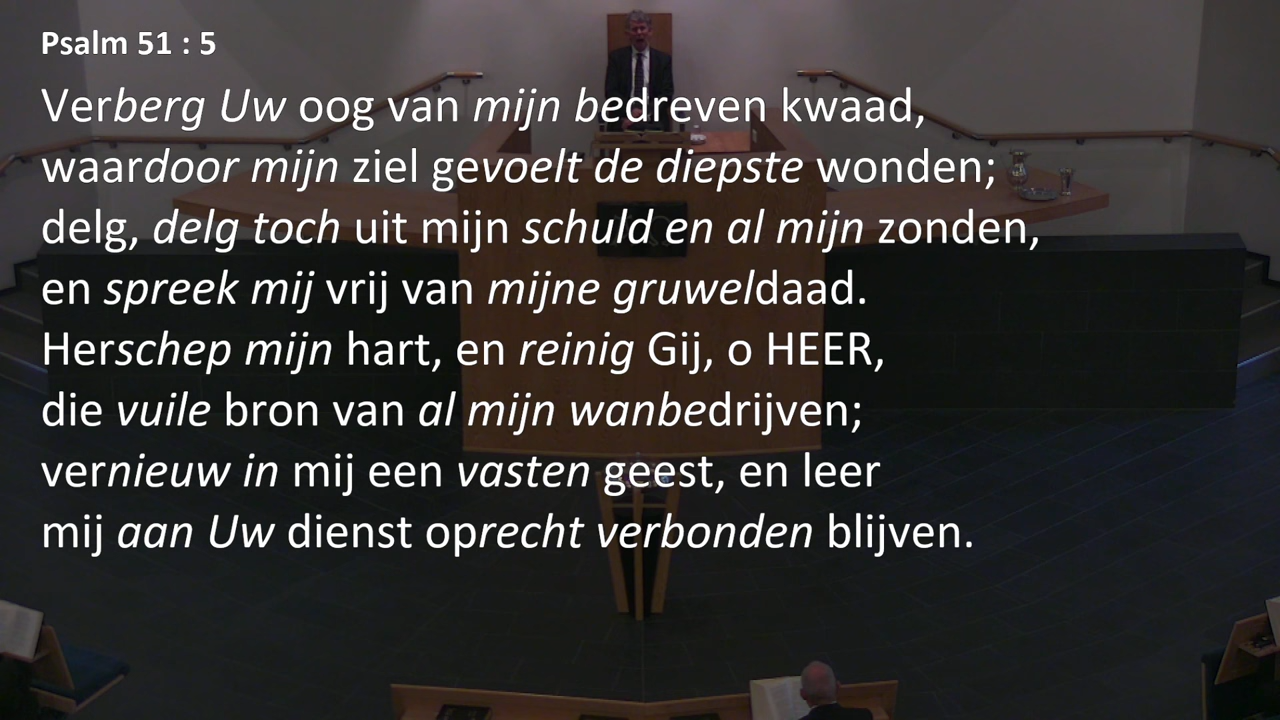 Psalm 51 : 5
Verberg Uw oog van mijn bedreven kwaad,
waardoor mijn ziel gevoelt de diepste wonden;
delg, delg toch uit mijn schuld en al mijn zonden,
en spreek mij vrij van mijne gruweldaad.
Herschep mijn hart, en reinig Gij, o HEER,
die vuile bron van al mijn wanbedrijven;
vernieuw in mij een vasten geest, en leer
mij aan Uw dienst oprecht verbonden blijven.